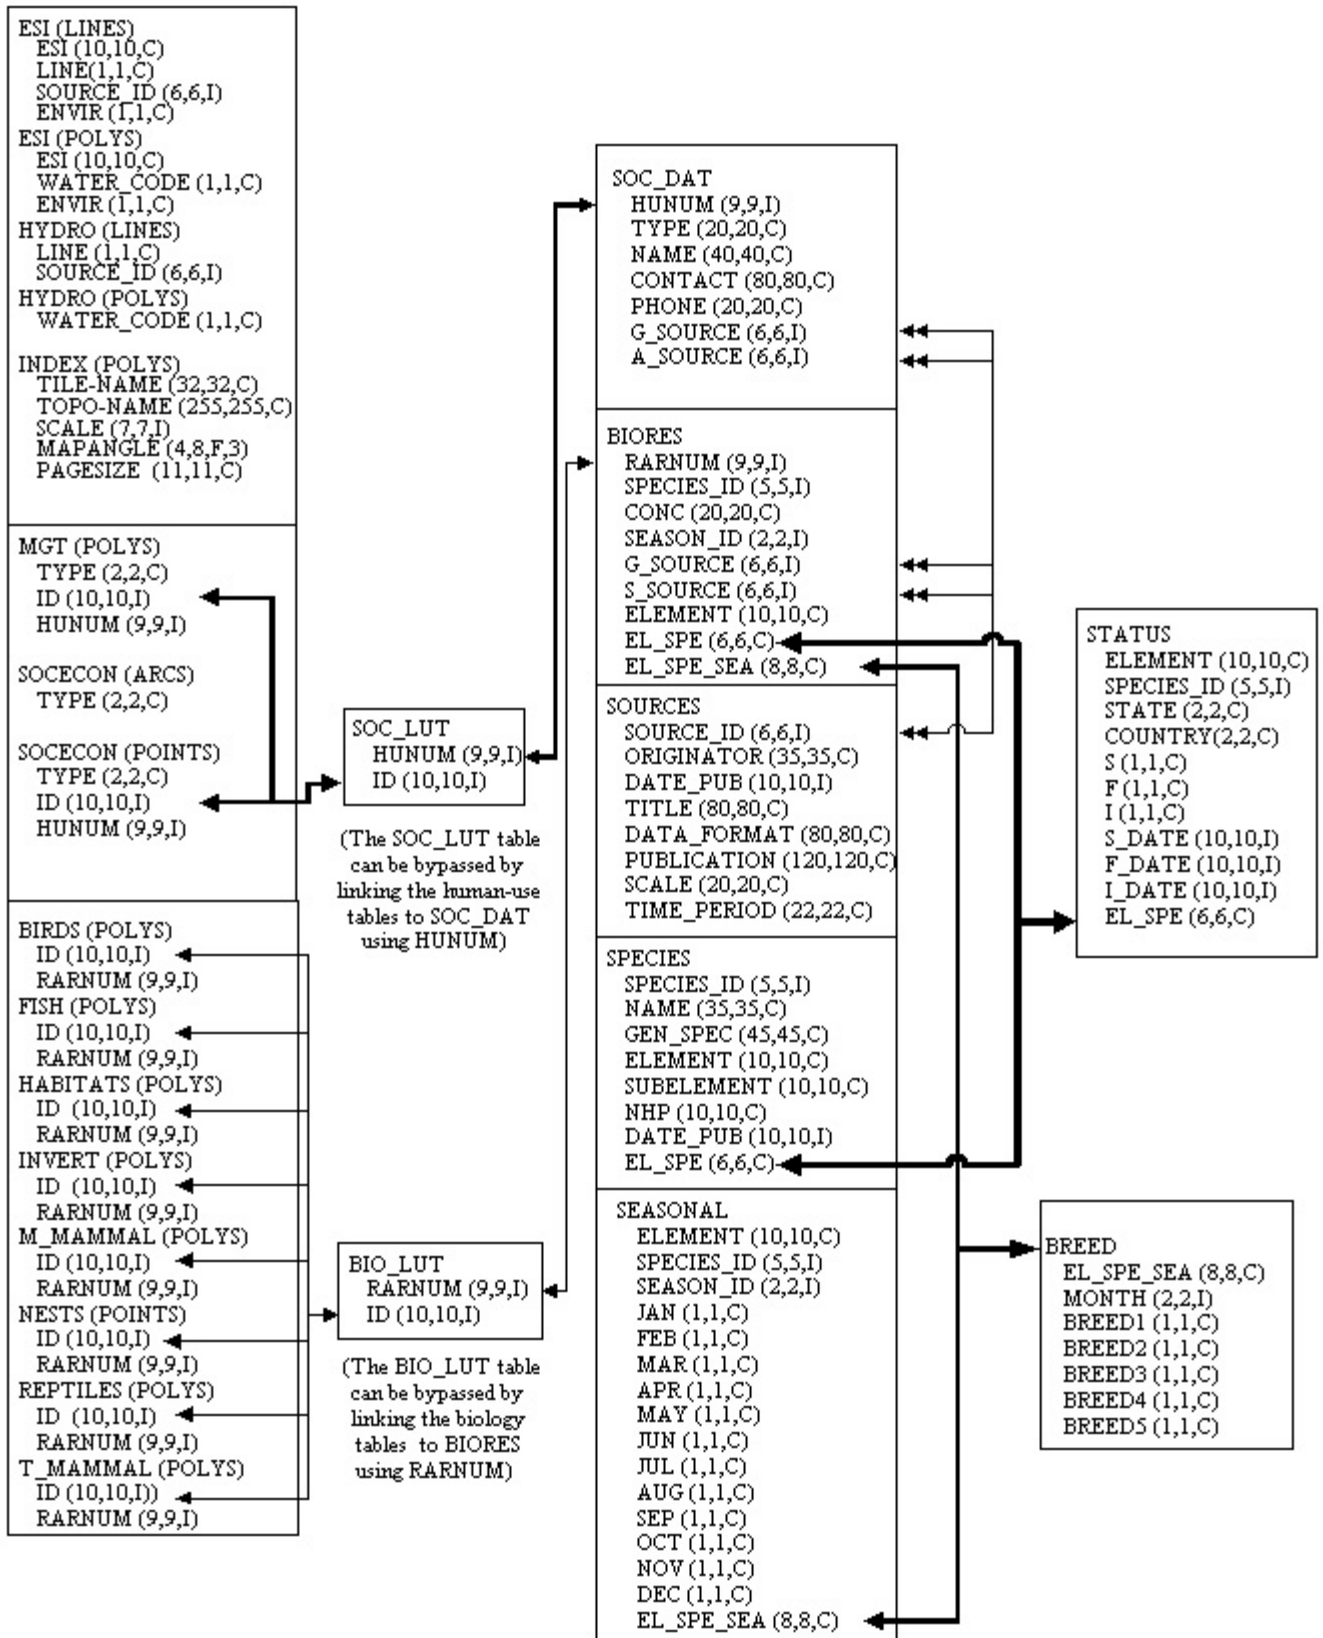 ESI (LINES)
ESI (10,10,C)
LINE(1,1,C)
SOURCE_ID (6,6,I)
ENVIR (1,1,C)
ESI (POLYS)
ESI (10,10,C)
WATER_CODE (1,1,C)
ENVIR (1,1,C)
HYDRO (LINES)
LINE (1,1,C)
SOURCE_ID (6,6,I)
HYDRO (POLYS)
WATER_CODE (1,1,C)
INDEX (POLYS)
TILE-NAME (32,32,C)
TOPO-NAME (255,255,C)
SCALE (7,7,I)
MAPANGLE (4,8,F,3)
PAGESIZE (11,11,C)
MGT (POLYS)
TYPE (2,2,C)
ID (10,10,I)
HUNUM (9,9,I)
SOCECON (ARCS)
TYPE (2,2,C)
SOCECON (POINTS)
TYPE (2,2,C)
ID (10,10,I)
HUNUM (9,9,I)
BIRDS (POLYS)
ID (10,10,I)
RARNUM (9,9,I)
FISH (POLYS)
ID (10,10,I)
RARNUM (9,9,I)
HABITATS (POLYS)
ID (10,10,I)
RARNUM (9,9,I)
INVERT (POLYS)
ID (10,10,I)
RARNUM (9,9,I)
M_MAMMAL (POLYS)
ID (10,10,I)
RARNUM (9,9,I)
NESTS (POINTS)
ID (10,10,I)
RARNUM (9,9,I)
REPTILES (POLYS)
ID (10,10,I)
RARNUM (9,9,I)
T_MAMMAL (POLYS)
ID (10,10,I))
RARNUM (9,9,I)
SOC_LUT
HUNUM (9,9,I)
ID (10,10,I)
(The SOC_LUT table
can be bypassed by
linking the human-use
tables to SOC_DAT
using HUNUM)
BIO_LUT
RARNUM (9,9,I)
ID (10,10,I)
(The BIO_LUT table
can be bypassed by
linking the biology
tables to BIORES
using RARNUM)
SOC_DAT
HUNUM (9,9,I)
TYPE (20,20,C)
NAME (40,40,C)
CONTACT (80,80,C)
PHONE (20,20,C)
G_SOURCE (6,6,I)
A_SOURCE (6,6,I)
BIORES
RARNUM (9,9,I)
SPECIES_ID (5,5,I)
CONC (20,20,C)
SEASON_ID (2,2,I)
G_SOURCE (6,6,I)
S_SOURCE (6,6,I)
ELEMENT (10,10,C)
EL_SPE (6,6,C)
EL_SPE_SEA (8,8,C)
SOURCES
SOURCE_ID (6,6,I)
ORIGINATOR (35,35,C)
DATE_PUB (10,10,I)
TITLE (80,80,C)
DATA_FORMAT (80,80,C)
PUBLICATION (120,120,C)
SCALE (20,20,C)
TIME_PERIOD (22,22,C)
SPECIES
SPECIES_ID (5,5,I)
NAME (35,35,C)
GEN_SPEC (45,45,C)
ELEMENT (10,10,C)
SUBELEMENT (10,10,C)
NHP (10,10,C)
DATE_PUB (10,10,I)
EL_SPE (6,6,C)
SEASONAL
ELEMENT (10,10,C)
SPECIES_ID (5,5,I)
SEASON_ID (2,2,I)
JAN (1,1,C)
FEB (1,1,C)
MAR (1,1,C)
APR (1,1,C)
MAY (1,1,C)
JUN (1,1,C)
JUL (1,1,C)
AUG (1,1,C)
SEP (1,1,C)
OCT (1,1,C)
NOV (1,1,C)
DEC (1,1,C)
EL_SPE_SEA (8,8,C)
STATUS
ELEMENT (10,10,C)
SPECIES_ID (5,5,I)
STATE (2,2,C)
COUNTRY(2,2,C)
S (1,1,C)
F (1,1,C)
I (1,1,C)
S_DATE (10,10,I)
F_DATE (10,10,I)
I_DATE (10,10,I)
EL_SPE (6,6,C)
BREED
EL_SPE_SEA (8,8,C)
MONTH (2,2,I)
BREED1 (1,1,C)
BREED2 (1,1,C)
BREED3 (1,1,C)
BREED4 (1,1,C)
BREED5 (1,1,C)